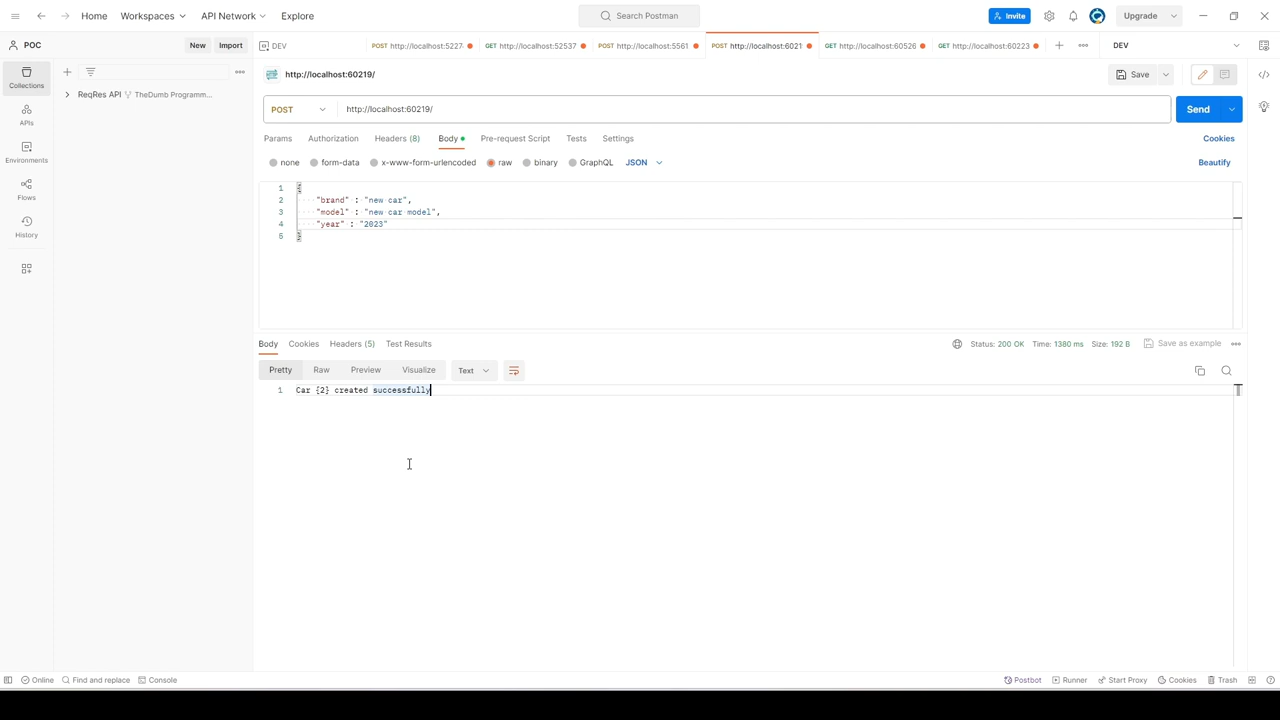 Home Workspaces API Network Explore Search Postman Invite Upgrade
POC New Import DEV POST http://localhost:5227 GET http://localhost:52537 POST http://localhost:5561 POST http://localhost:6021 GET http://localhost:60526 GET http://localhost:60223 DEV
Collections
ReqRes API TheDumb Programm...
http://localhost:60219/ Save
POST http://localhost:60219/ Send
APIs
Params Authorization Headers (8) Body Pre-request Script Tests Settings Cookies
Environments
none form-data x-www-form-urlencoded raw binary GraphQL JSON Beautify
Flows
History
1 {
2 "brand" : "new car",
3 "model" : "new car model",
4 "year" : "2023"
5 }
Body Cookies Headers (5) Test Results Status: 200 OK Time: 1380 ms Size: 192 B Save as example
Pretty Raw Preview Visualize Text
1 Car {2} created successfully
Online Find and replace Console Postbot Runner Start Proxy Cookies Trash